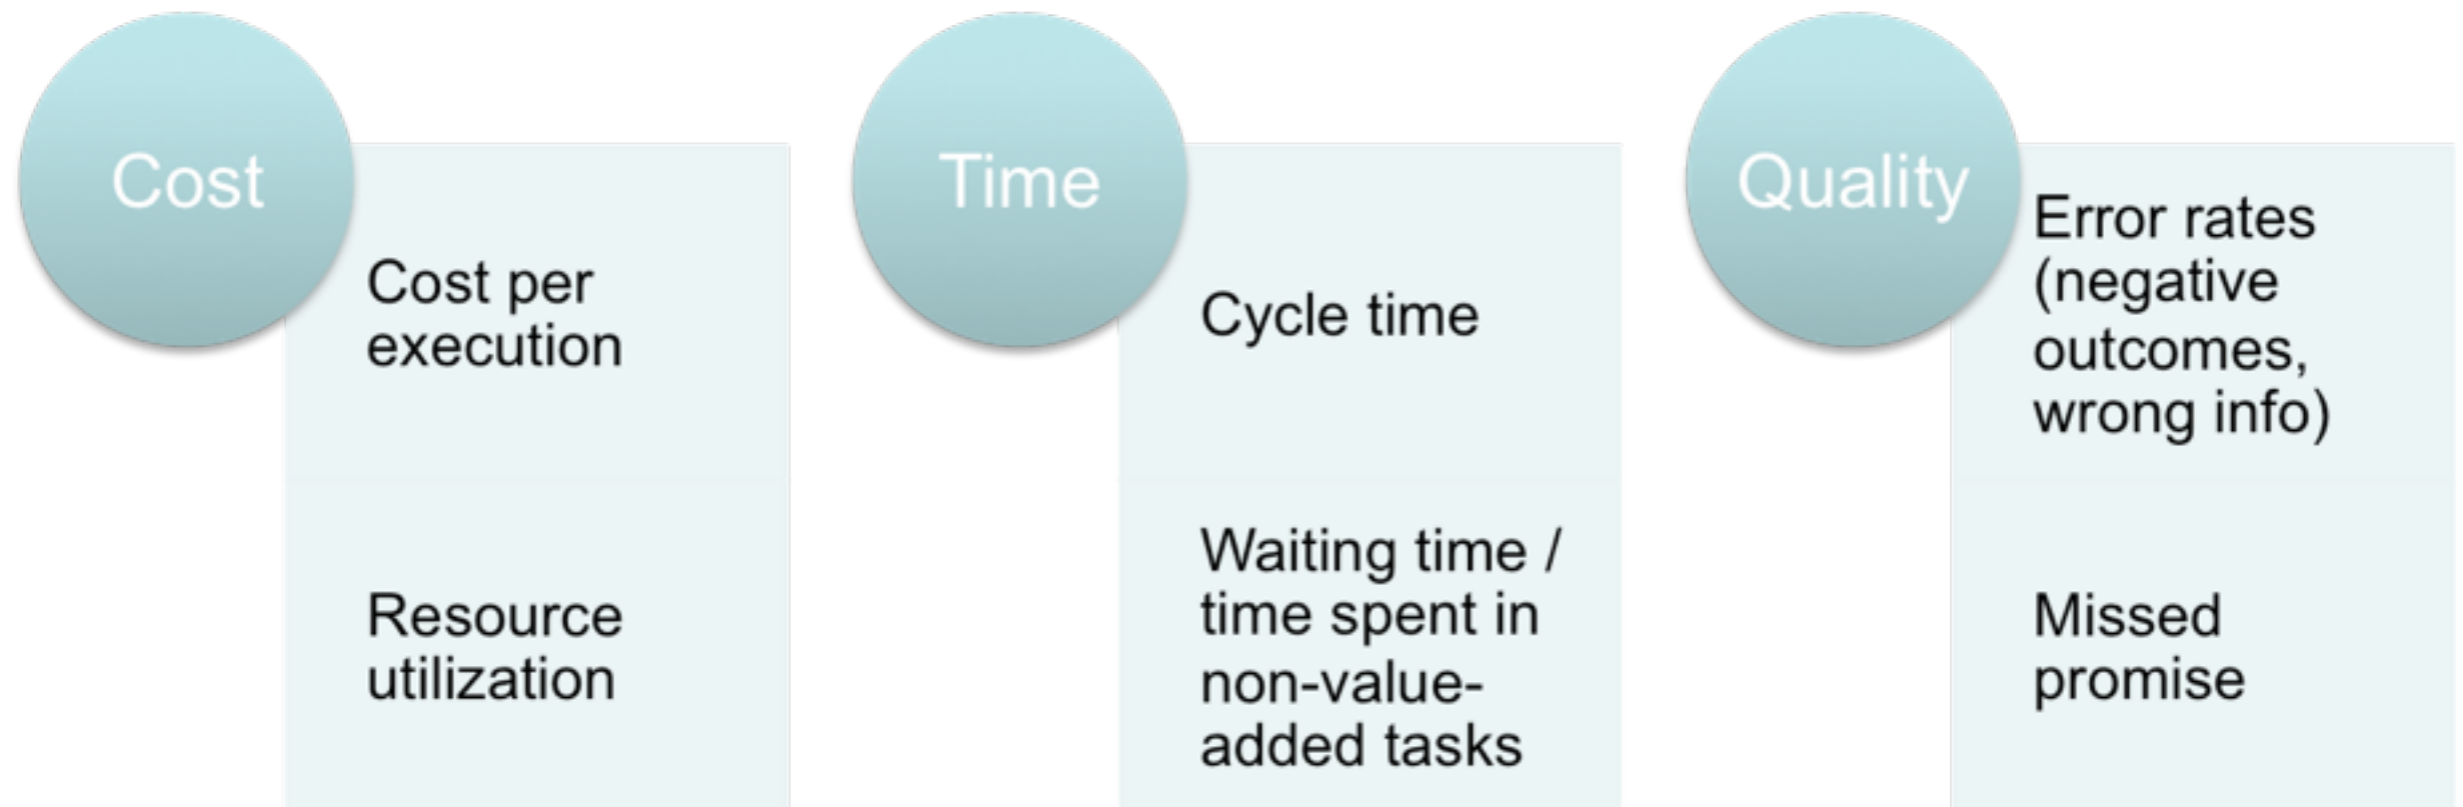 Cost
Cost per
execution
Resource
utilization
Time
Cycle time
Waiting time /
time spent in
non-value-
added tasks
Quality
Error rates
(negative
outcomes,
wrong info)
Missed
promise